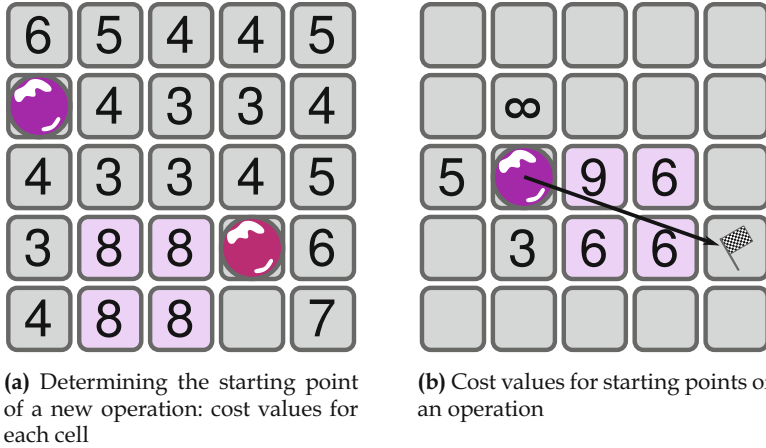 6 5 4 4 5
4 3 3 4
4 3 3 4 5
3 8 8 6
4 8 8 7
∞
5 9 6
3 6 6
(a) Determining the starting point
of a new operation: cost values for
each cell
(b) Cost values for starting points o
an operation